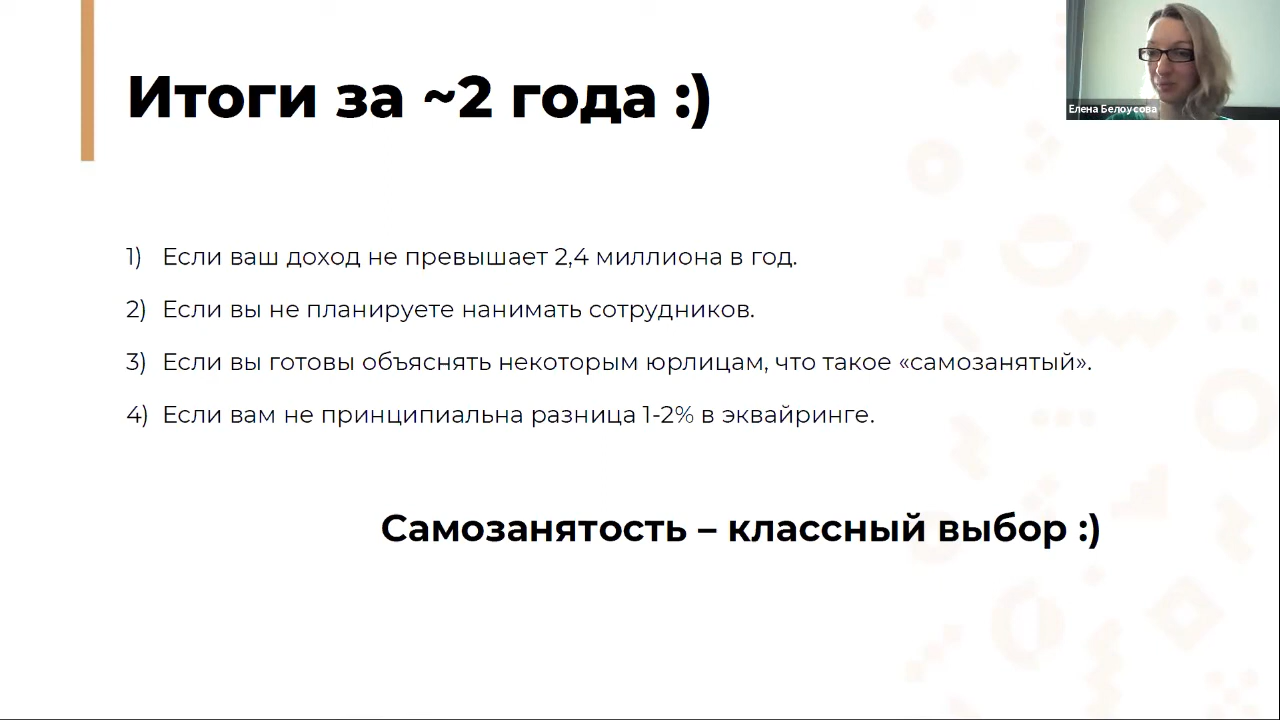 Итоги за ~2 года :)
Елена Белоусова
1) Если ваш доход не превышает 2,4 миллиона в год.
2) Если вы не планируете нанимать сотрудников.
3) Если вы готовы объяснять некоторым юрлицам, что такое «самозанятый».
4) Если вам не принципиальна разница 1-2% в эквайринге.
Самозанятость – классный выбор :)